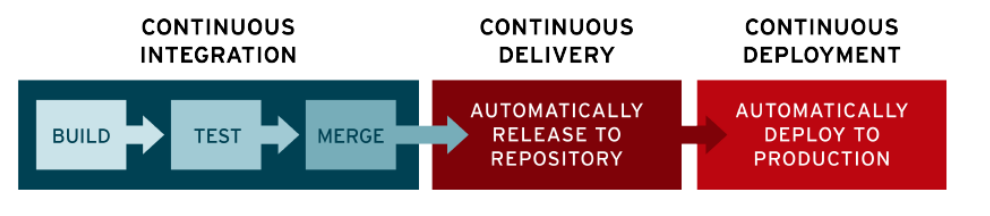 CONTINUOUS
INTEGRATION
CONTINUOUS
DELIVERY
CONTINUOUS
DEPLOYMENT
BUILD
TEST
MERGE
AUTOMATICALLY
RELEASE TO
REPOSITORY
AUTOMATICALLY
DEPLOY TO
PRODUCTION